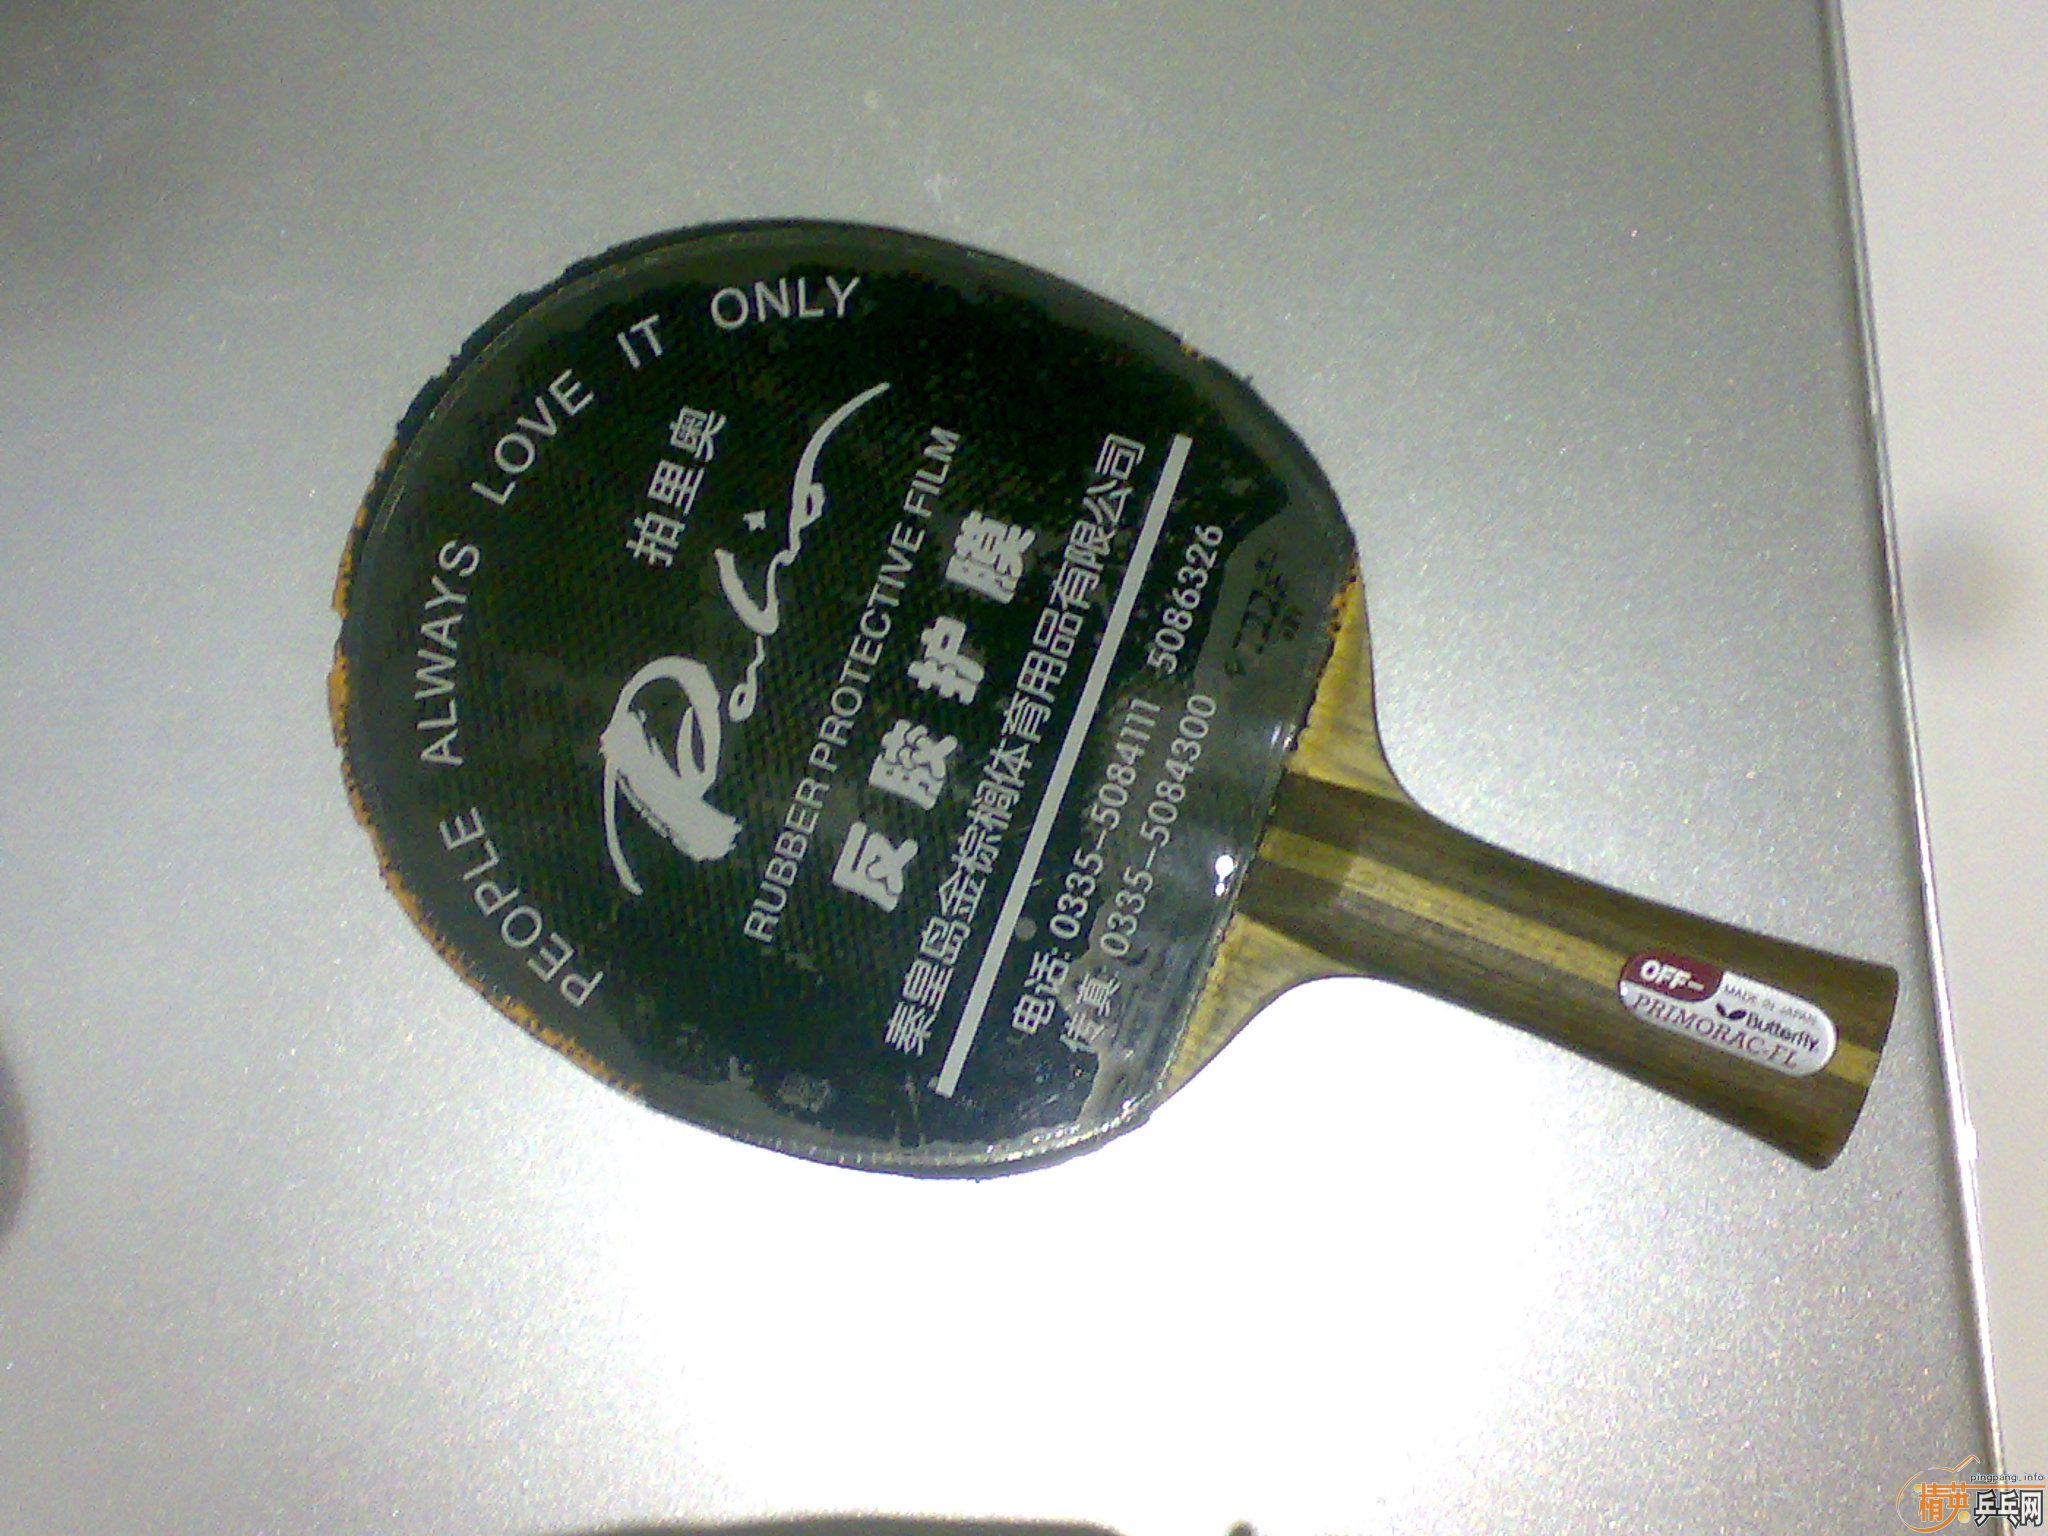 PEOPLE ALWAYS LOVE IT ONLY
拍里奥
Palio
RUBBER PROTECTIVE FILM
反胶护膜
秦皇岛金棕榈体育用品有限公司
电话: 0335-5084111 5086326
传真: 0335-5084300
OFF-
MADE IN JAPAN
Butterfly
PRIMORAC-FL
pingpang.info
精英乒乓网